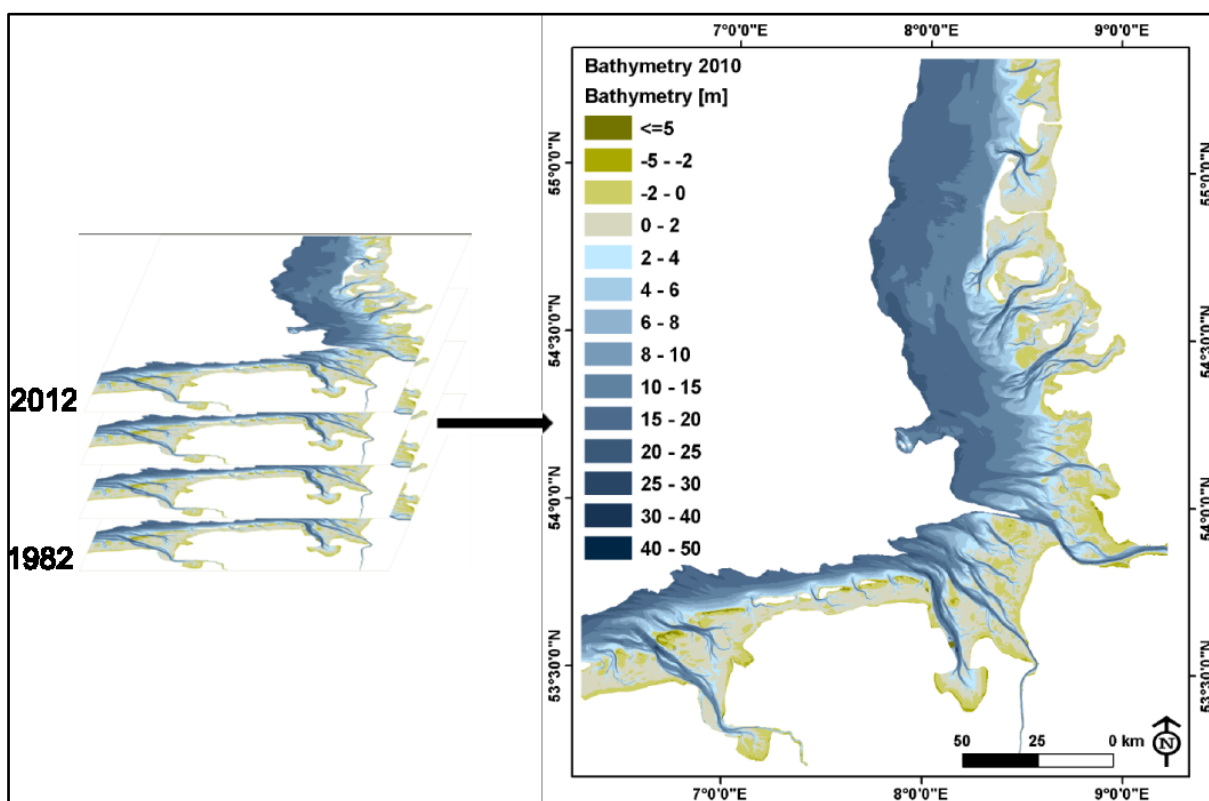 7°0'0"E 8°0'0"E 9°0'0"E
Bathymetry 2010
Bathymetry [m]
<=5
-5 - -2
-2 - 0
0 - 2
2 - 4
4 - 6
6 - 8
8 - 10
10 - 15
15 - 20
20 - 25
25 - 30
30 - 40
40 - 50
55°0'0"N
54°30'0"N
54°0'0"N
53°30'0"N
55°0'0"N
54°30'0"N
54°0'0"N
53°30'0"N
2012
1982
50 25 0 km
N
7°0'0"E 8°0'0"E 9°0'0"E